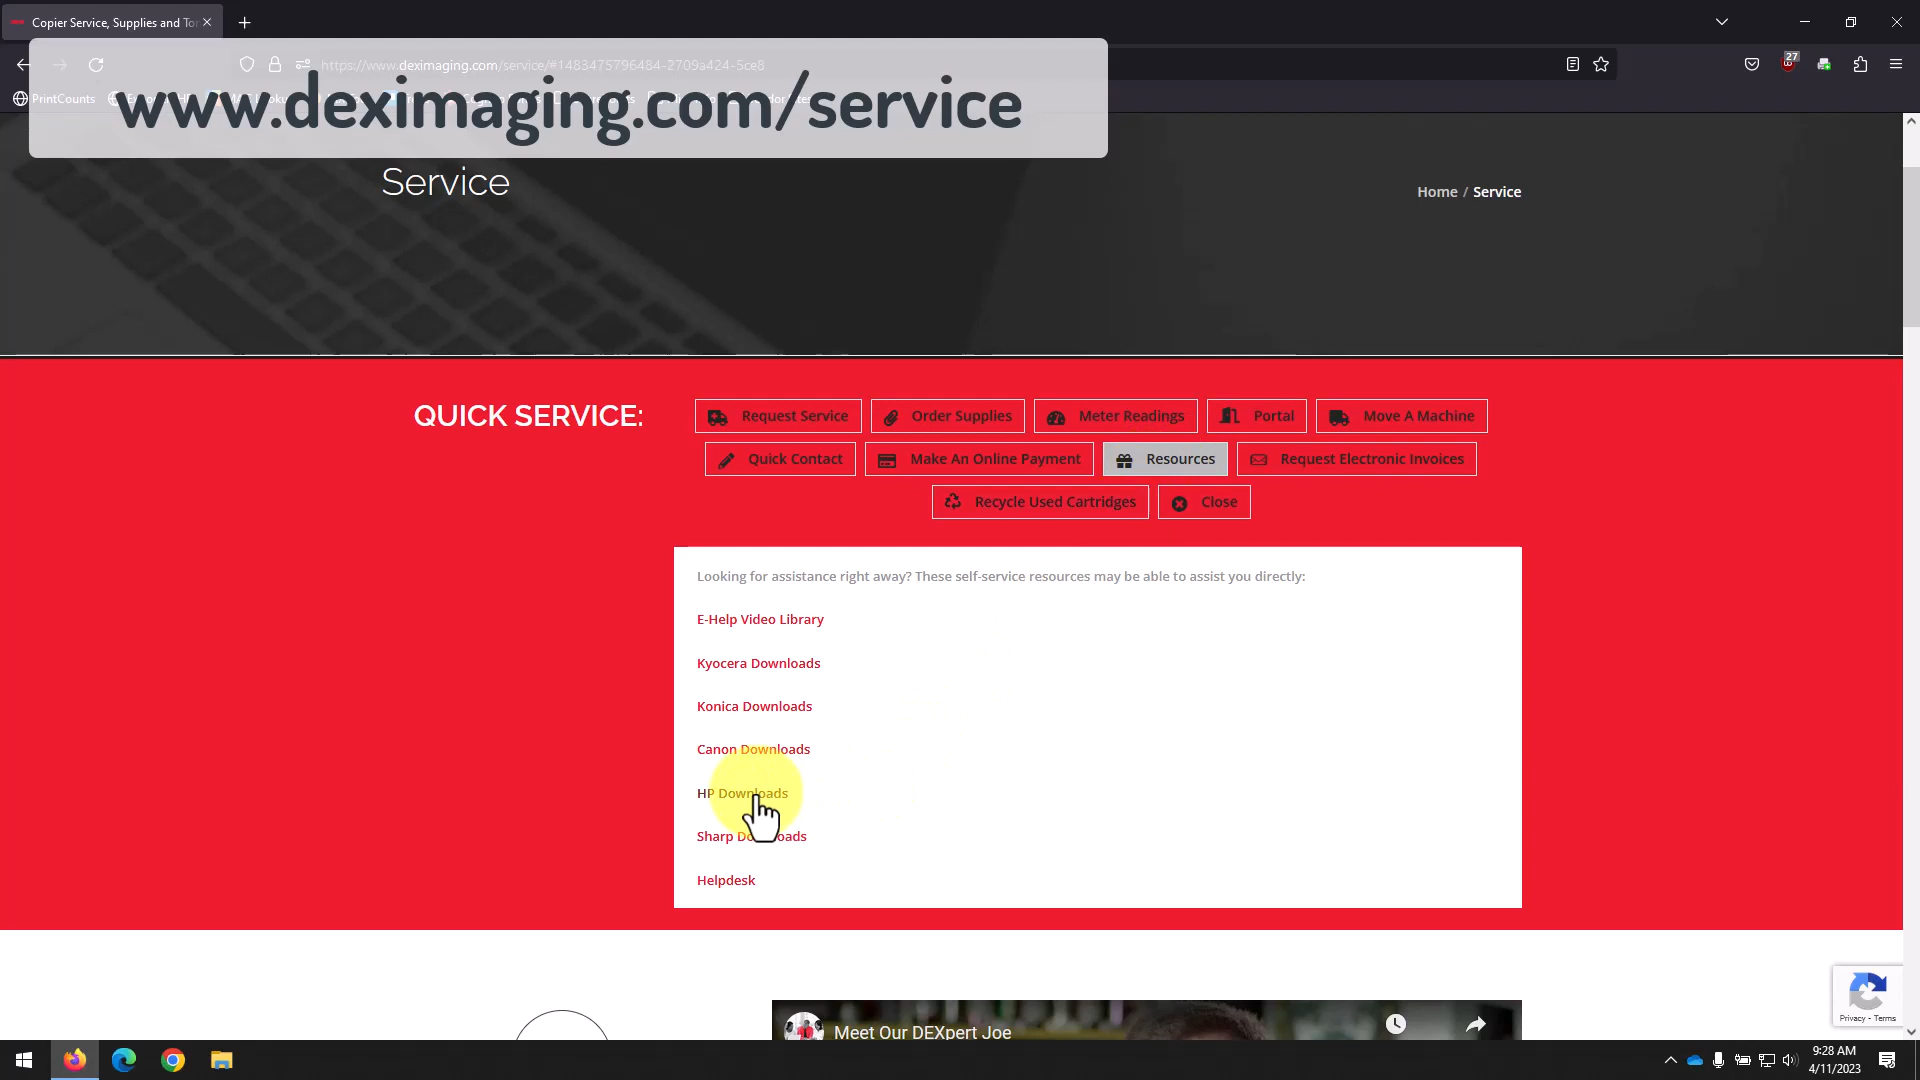 Copier Service, Supplies and To
27
https://www.deximaging.com/service/#1483475796484-2709a424-5ce8
PrintCounts
www.deximaging.com/service
Service
Home / Service
QUICK SERVICE:
Request Service
Order Supplies
Meter Readings
Portal
Move A Machine
Quick Contact
Make An Online Payment
Resources
Request Electronic Invoices
Recycle Used Cartridges
Close
Looking for assistance right away? These self-service resources may be able to assist you directly:
E-Help Video Library
Kyocera Downloads
Konica Downloads
Canon Downloads
HP Downloads
Sharp Downloads
Helpdesk
Meet Our DEXpert Joe
Privacy - Terms
9:28 AM
4/11/2023